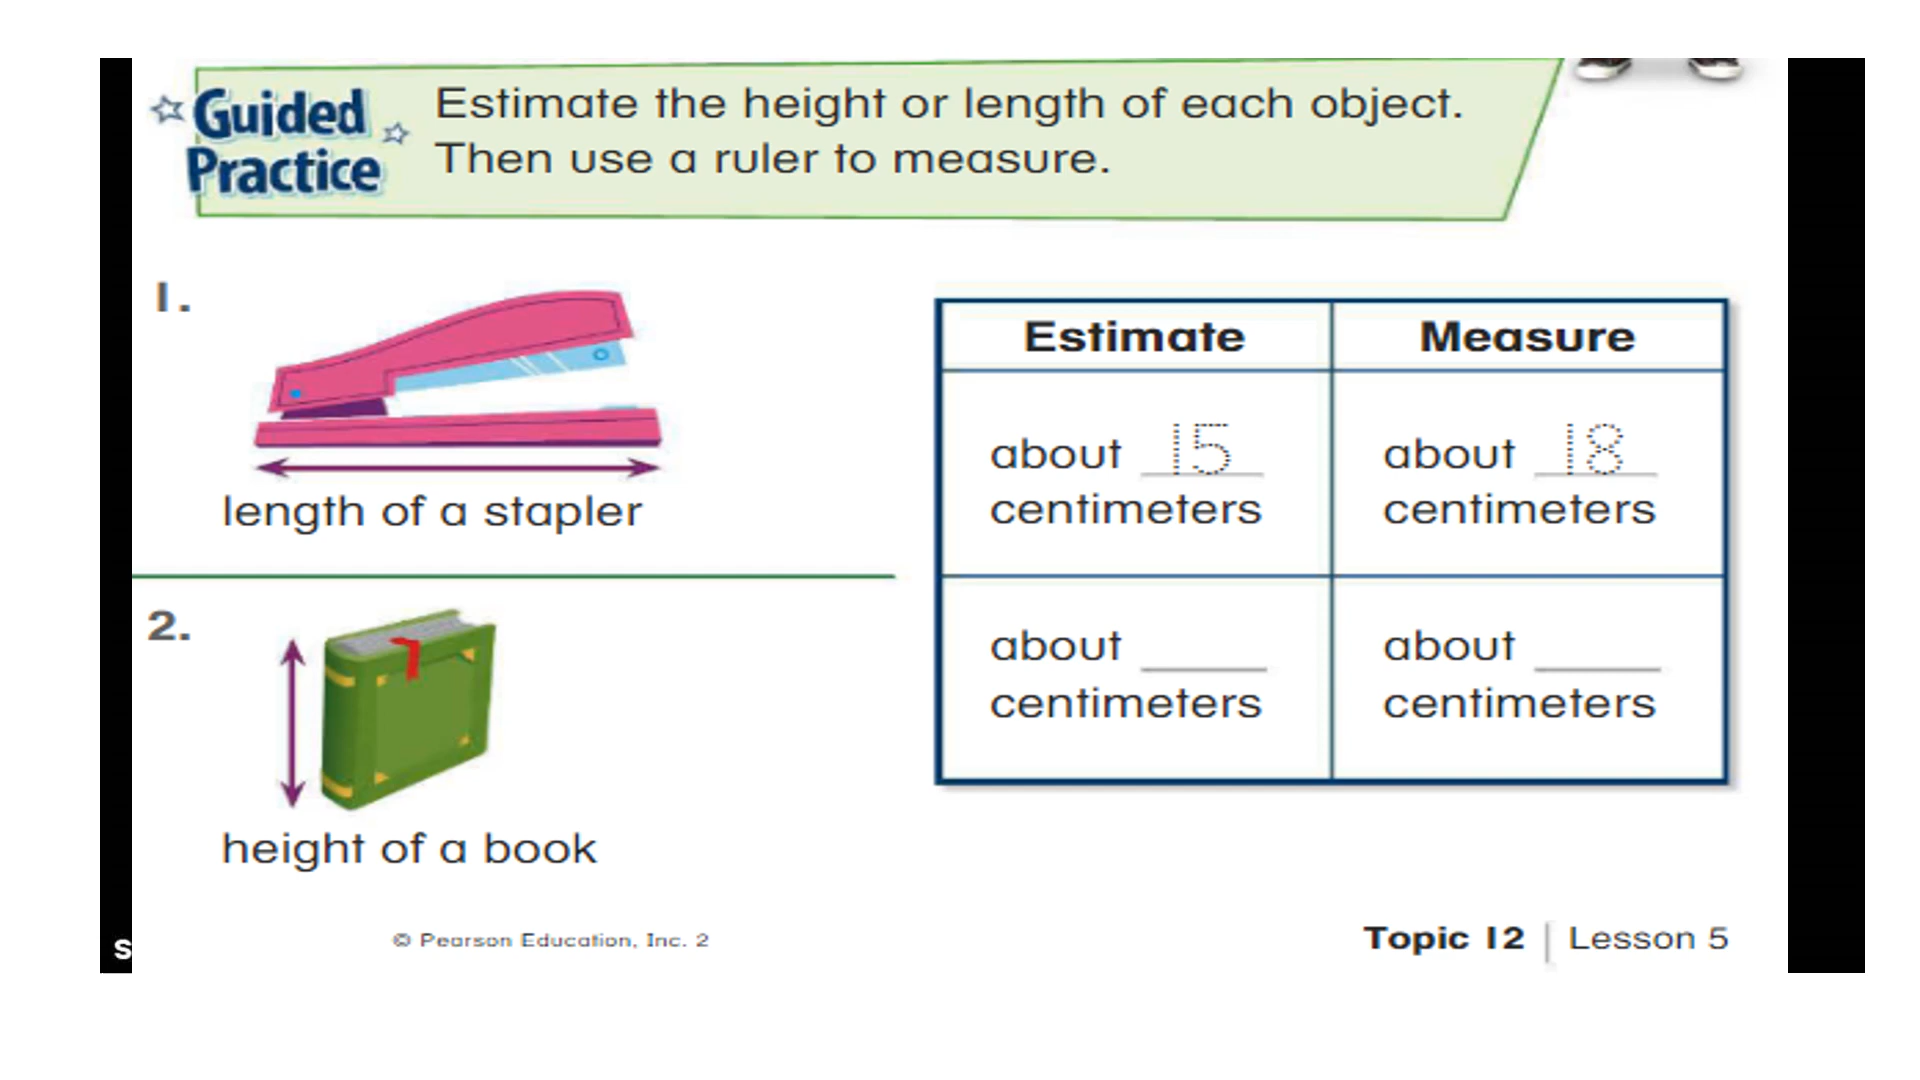 Guided
Practice
Estimate the height or length of each object.
Then use a ruler to measure.
1.
length of a stapler
Estimate
Measure
about 15
centimeters
about 18
centimeters
2.
height of a book
about ____
centimeters
about ____
centimeters
s
© Pearson Education, Inc. 2
Topic 12 | Lesson 5